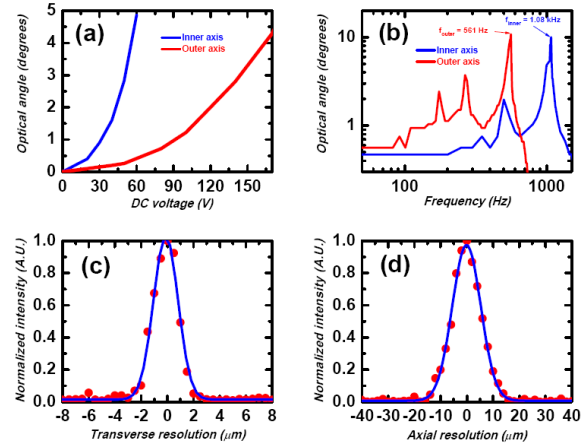 (a)
Inner axis
Outer axis
Optical angle (degrees)
5
4
3
2
1
0
0 30 60 90 120 150
DC voltage (V)
(b)
f outer = 561 Hz
f inner = 1.08 kHz
Inner axis
Outer axis
Optical angle (degrees)
10
1
100 1000
Frequency (Hz)
(c)
Normalized intensity (A.U.)
1.0
0.8
0.6
0.4
0.2
0.0
-8 -6 -4 -2 0 2 4 6 8
Transverse resolution (μm)
(d)
Normalized intensity (A.U.)
1.0
0.8
0.6
0.4
0.2
0.0
-40 -30 -20 -10 0 10 20 30 40
Axial resolution (μm)